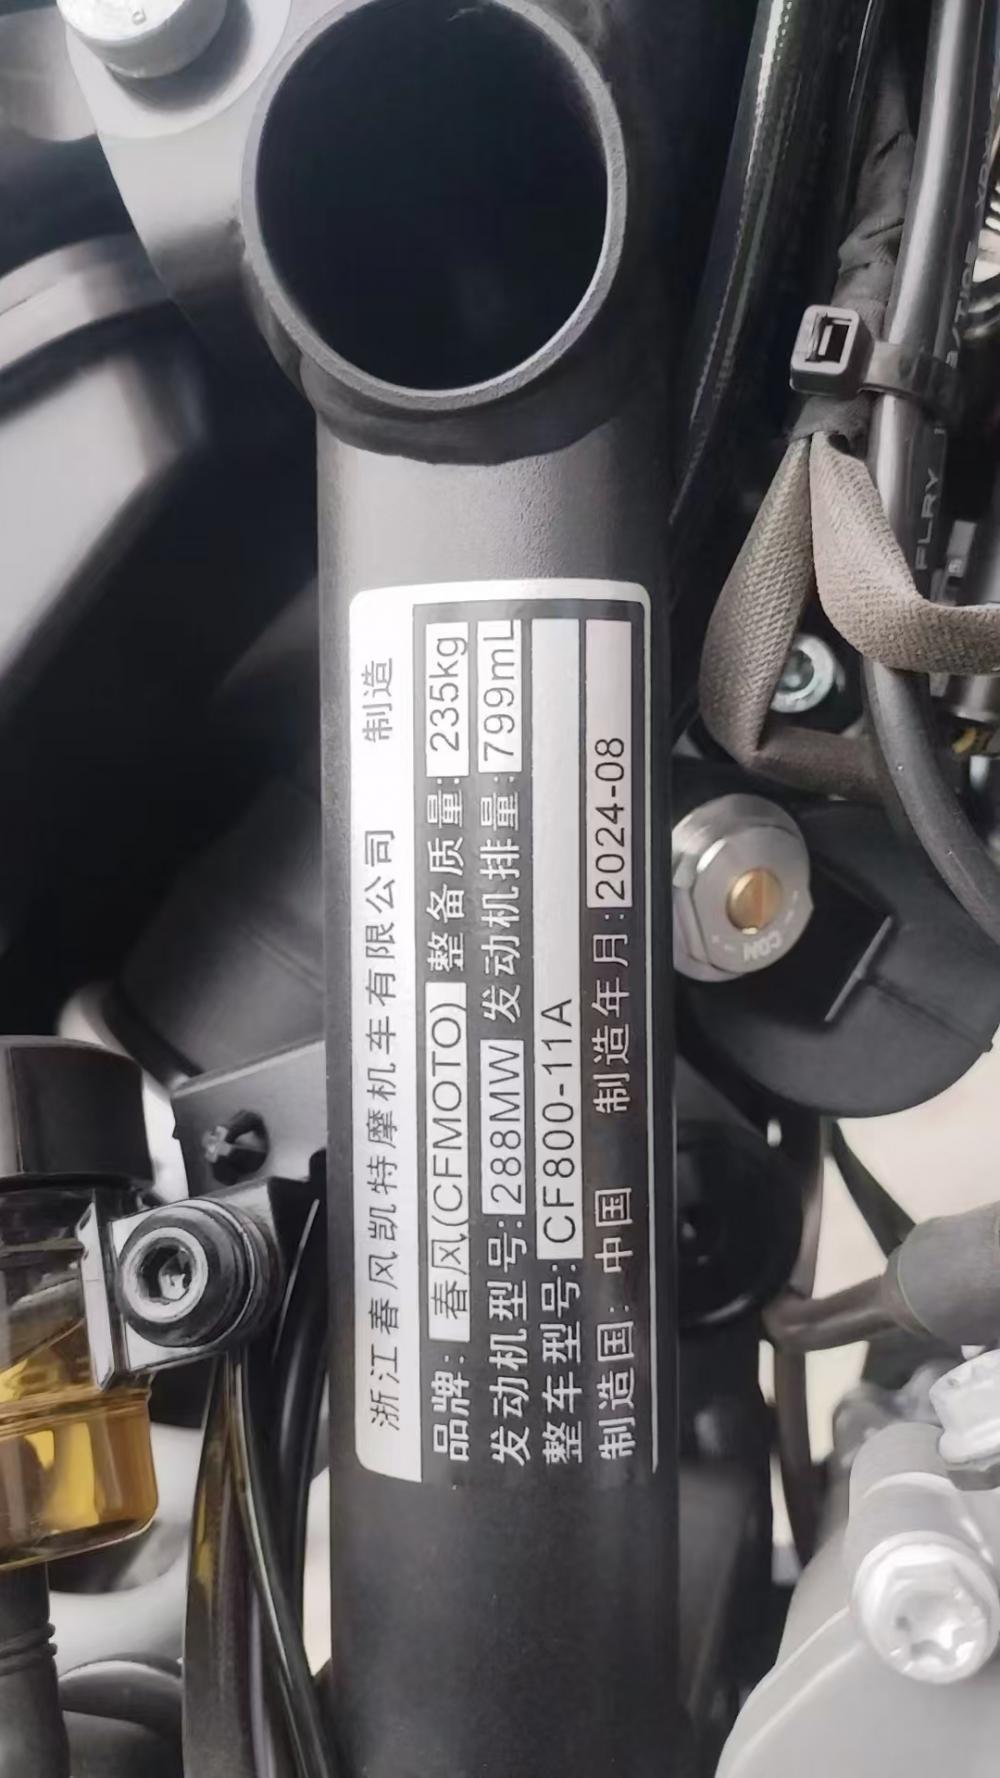 浙江春风凯特摩机车有限公司 制造
品牌: 春风(CFMOTO) 整备质量: 235kg
发动机型号: 288MW 发动机排量: 799mL
整车型号: CF800-11A
制造国: 中国 制造年月: 2024-08
FLRY